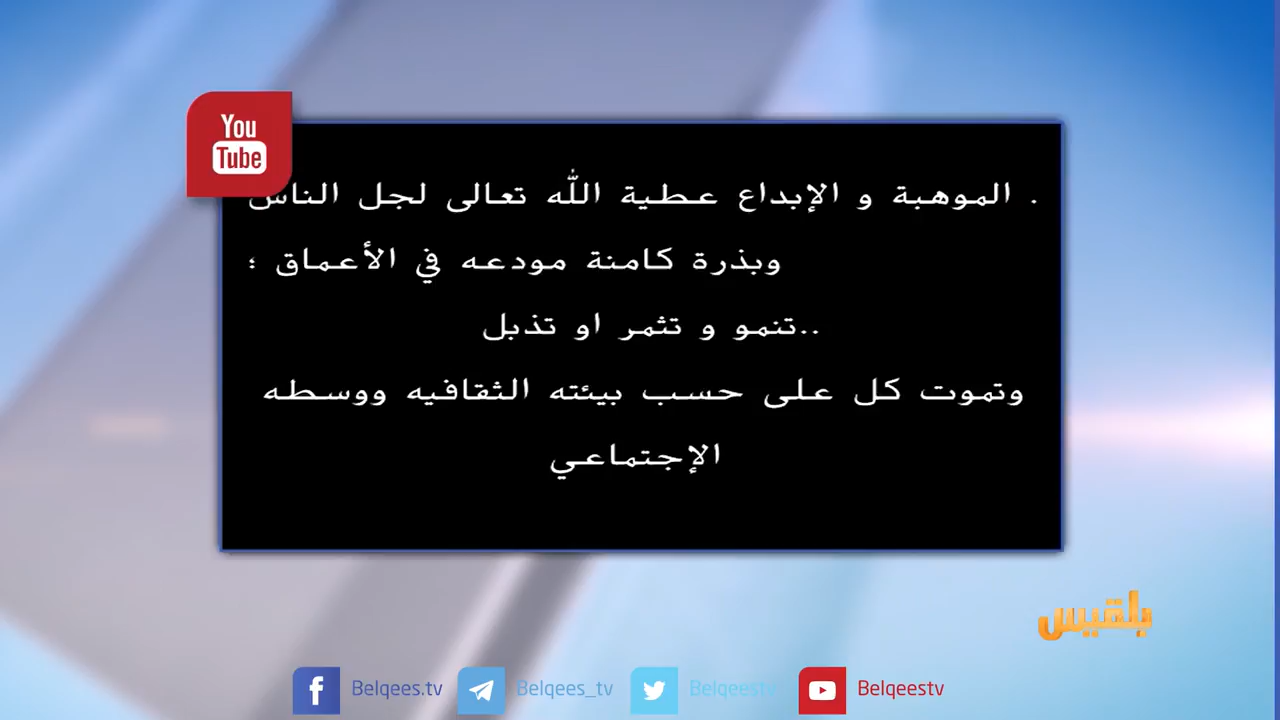 You
Tube
. الموهبة و الإبداع عطية الله تعالى لجل الناس
وبذرة كامنة مودعه في الأعماق ؛
..تنمو و تثمر او تذبل
وتموت كل على حسب بيئته الثقافيه ووسطه
الإجتماعي
بلقيس
Belqees.tv Belqees_tv Belqeestv Belqeestv